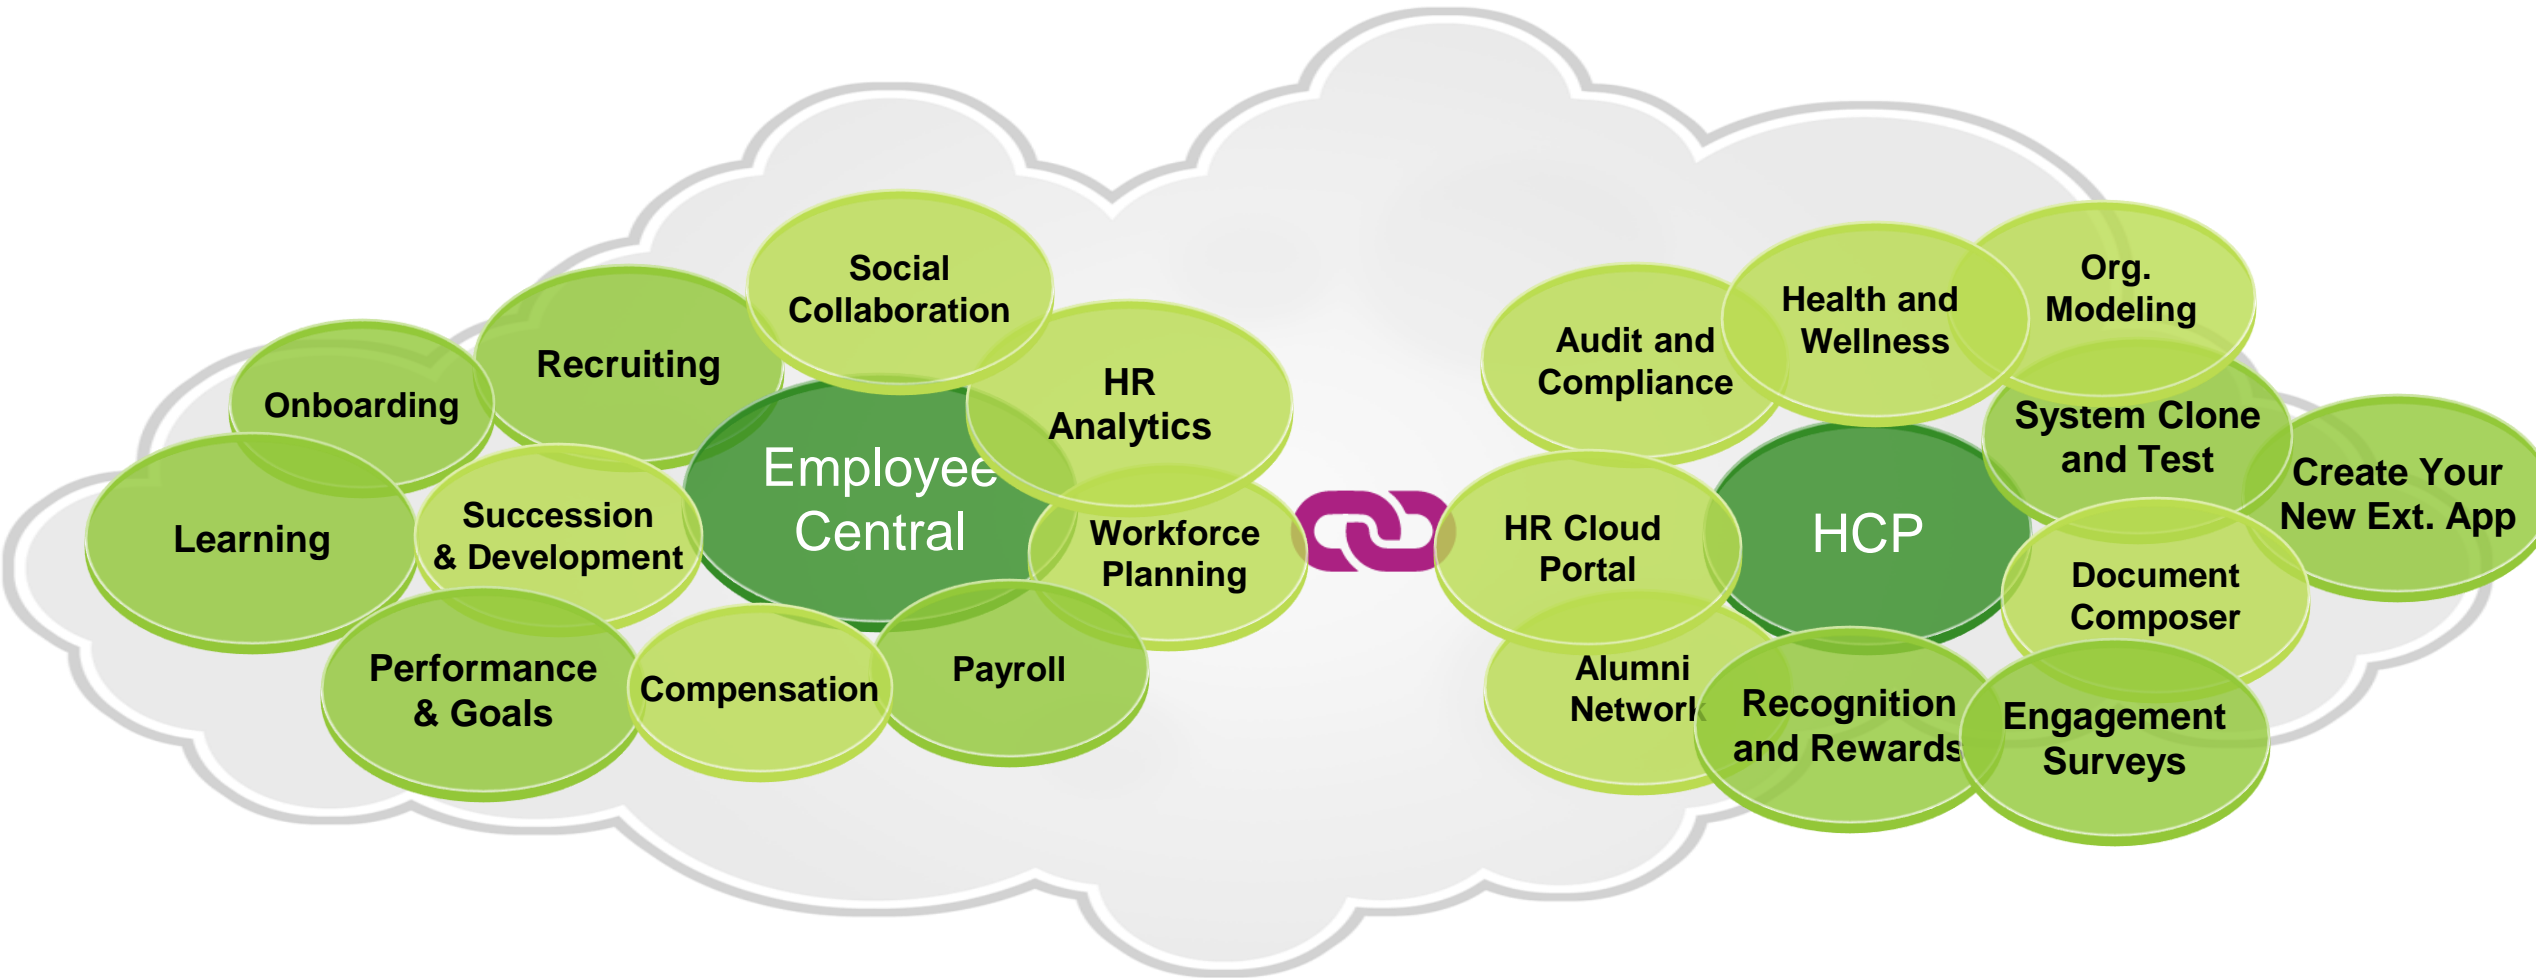 Social
Collaboration
Recruiting
HR
Analytics
Onboarding
Employee
Central
Learning
Succession
& Development
Workforce
Planning
Performance
& Goals
Compensation
Payroll
Org.
Modeling
Health and
Wellness
Audit and
Compliance
System Clone
and Test
Create Your
New Ext. App
HR Cloud
Portal
HCP
Document
Composer
Alumni
Network
Recognition
and Rewards
Engagement
Surveys